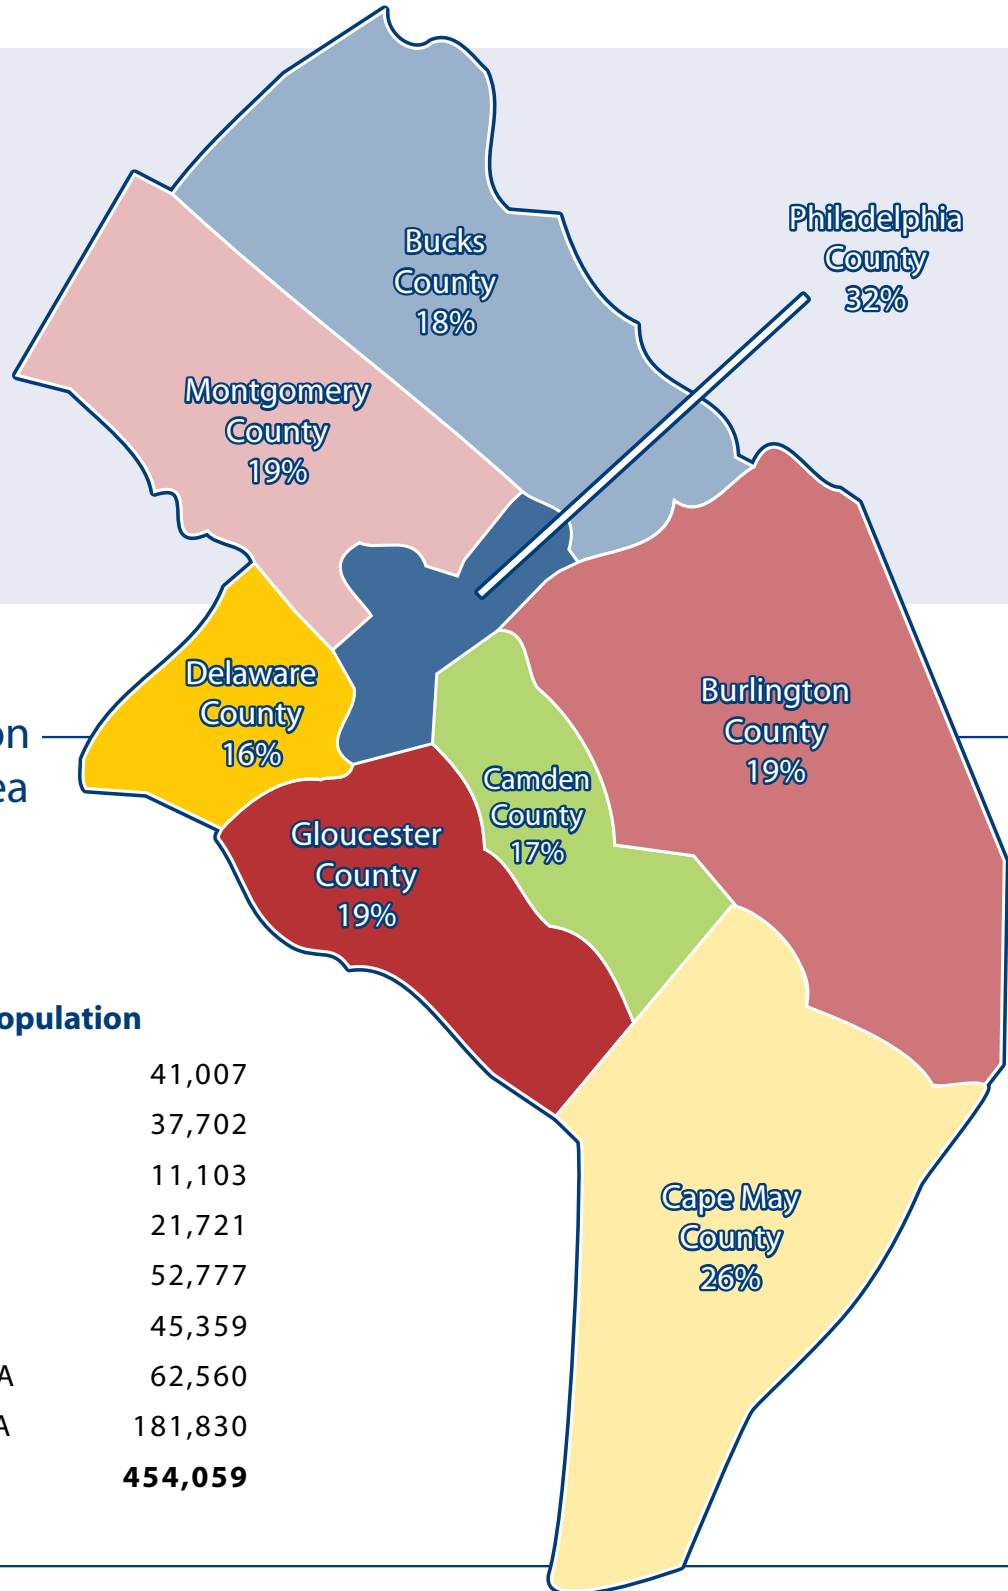 Bucks
County
18%
Philadelphia
County
32%
Montgomery
County
19%
Delaware
County
16%
Burlington
County
19%
Camden
County
17%
Gloucester
County
19%
Cape May
County
26%
on
ea
opulation
41,007
37,702
11,103
21,721
52,777
45,359
A 62,560
A 181,830
454,059